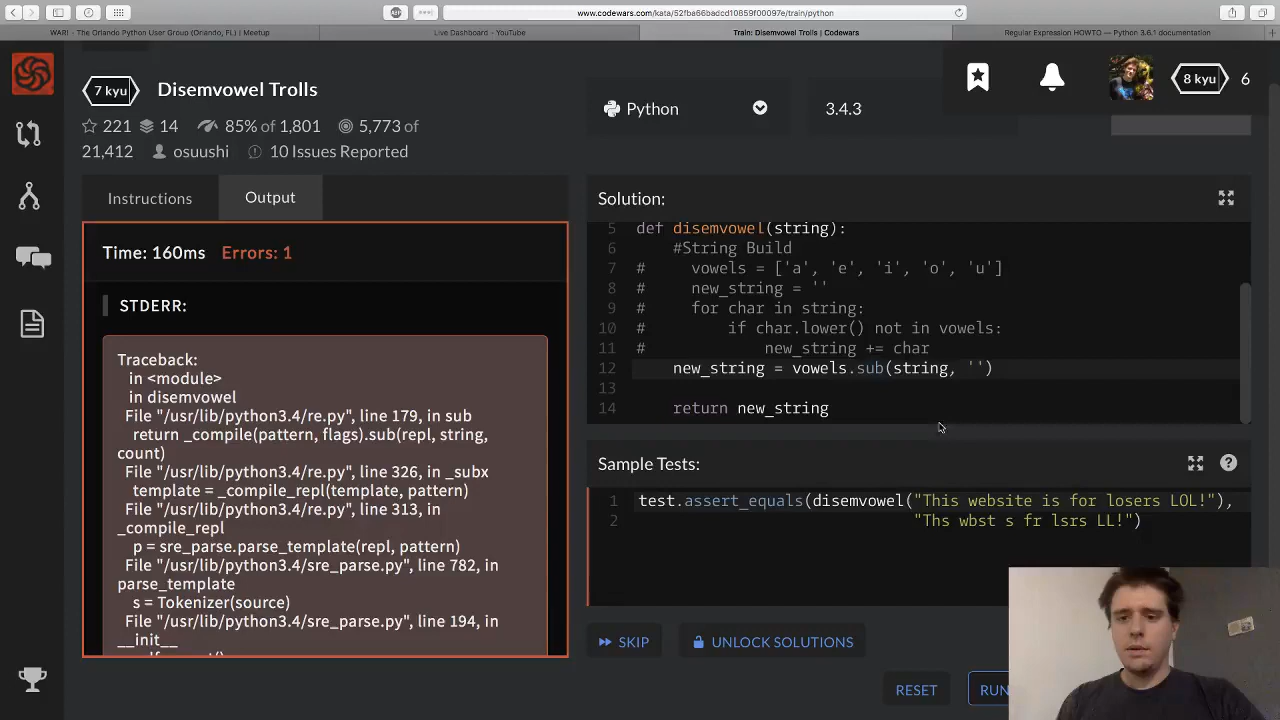 www.codewars.com/kata/52fba66badcd10859f00097e/train/python
WAR! - The Orlando Python User Group (Orlando, FL) | Meetup
Live Dashboard - YouTube
Train: Disemvowel Trolls | Codewars
Regular Expression HOWTO — Python 3.6.1 documentation
7 kyu
Disemvowel Trolls
221 14 85% of 1,801 5,773 of
21,412 osuushi 10 Issues Reported
Python
3.4.3
8 kyu
6
Instructions
Output
Time: 160ms Errors: 1
STDERR:
Traceback:
in <module>
in disemvowel
File "/usr/lib/python3.4/re.py", line 179, in sub
return _compile(pattern, flags).sub(repl, string,
count)
File "/usr/lib/python3.4/re.py", line 326, in _subx
template = _compile_repl(template, pattern)
File "/usr/lib/python3.4/re.py", line 313, in
_compile_repl
p = sre_parse.parse_template(repl, pattern)
File "/usr/lib/python3.4/sre_parse.py", line 782, in
parse_template
s = Tokenizer(source)
File "/usr/lib/python3.4/sre_parse.py", line 194, in
__init__
Solution:
5 def disemvowel(string):
6 #String Build
7 # vowels = ['a', 'e', 'i', 'o', 'u']
8 # new_string = ''
9 # for char in string:
10 # if char.lower() not in vowels:
11 # new_string += char
12 new_string = vowels.sub(string, '')
13
14 return new_string
Sample Tests:
1 test.assert_equals(disemvowel("This website is for losers LOL!"),
2 "Ths wbst s fr lsrs LL!")
SKIP
UNLOCK SOLUTIONS
RESET
RUN